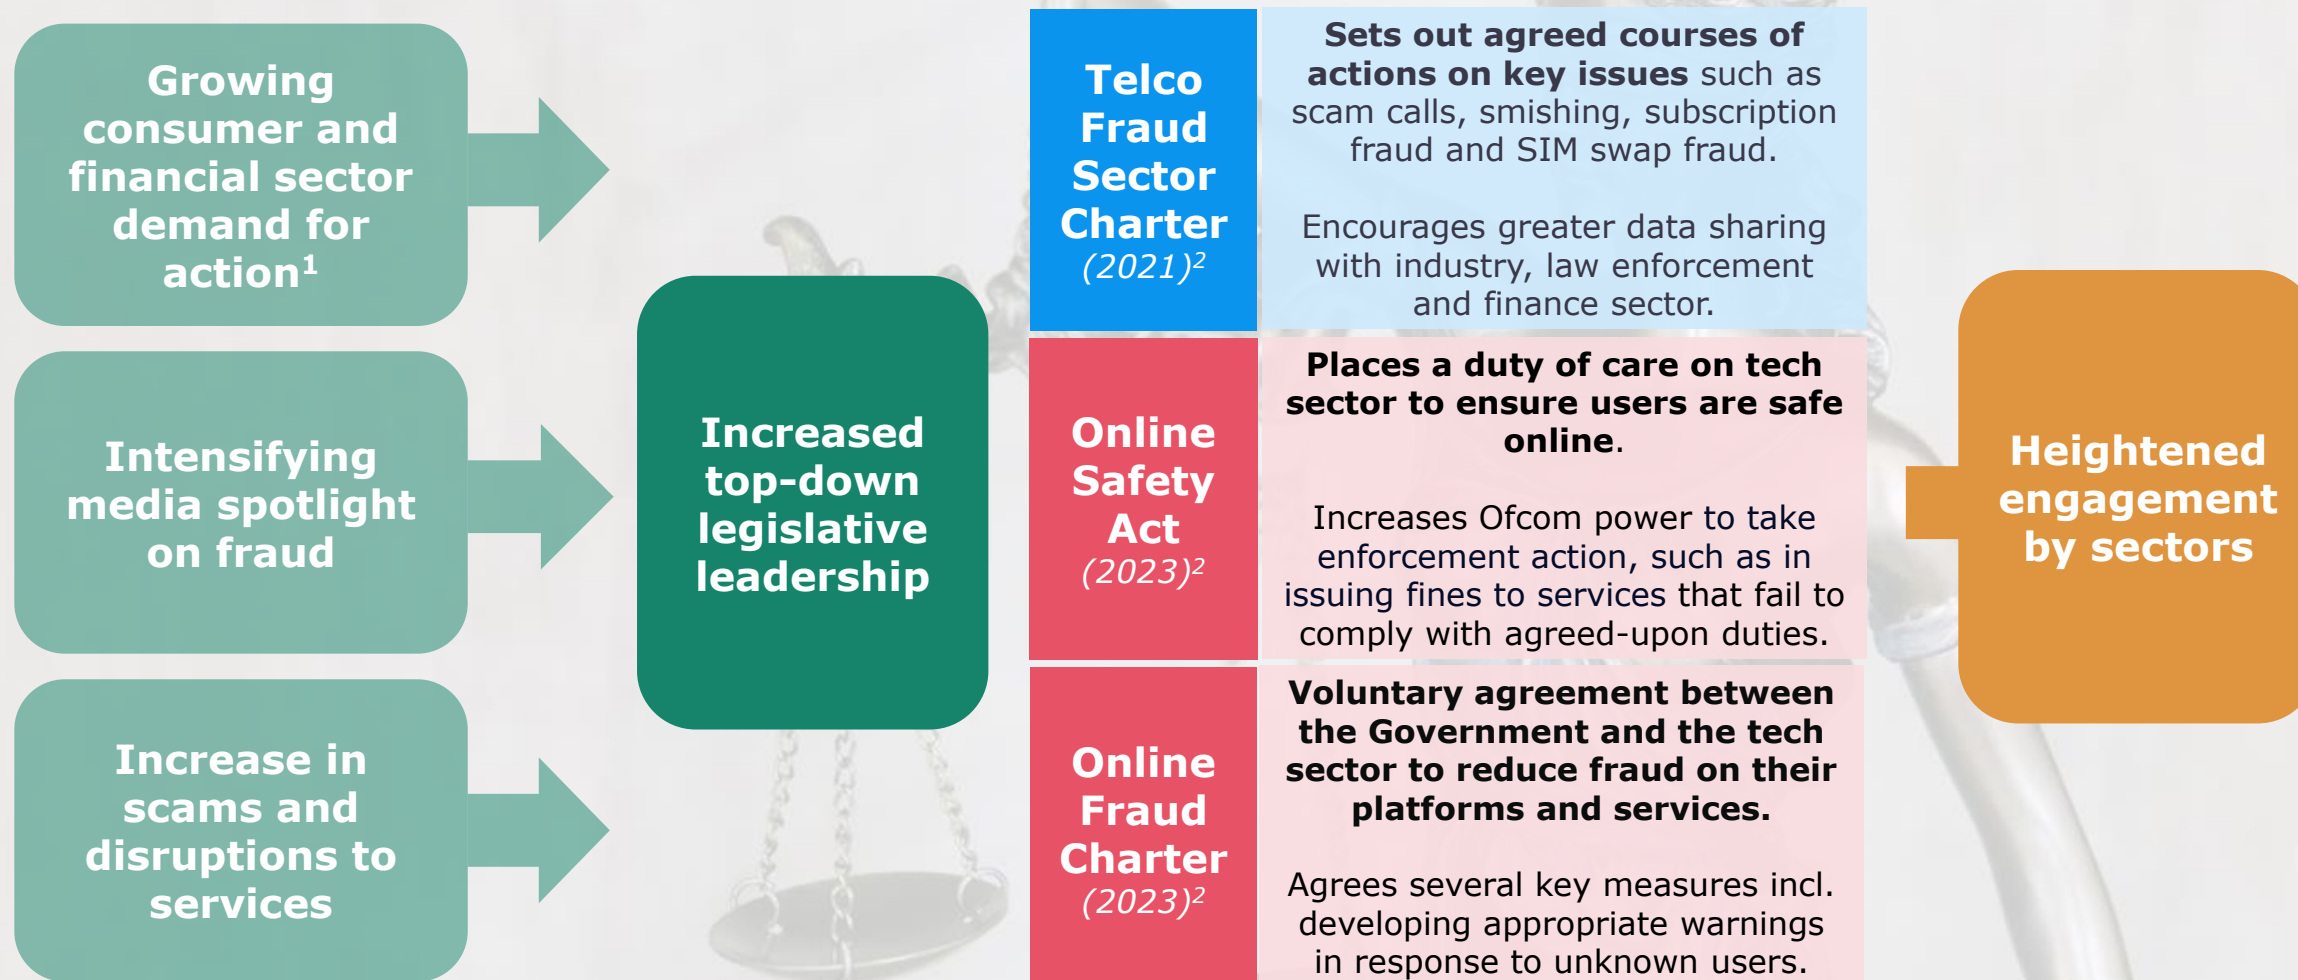 Growing
consumer and
financial sector
demand for
action1
Intensifying
media spotlight
on fraud
Increase in
scams and
disruptions to
services
Increased
top-down
legislative
leadership
Telco
Fraud
Sector
Charter
(2021)2
Sets out agreed courses of
actions on key issues such as
scam calls, smishing, subscription
fraud and SIM swap fraud.
Encourages greater data sharing
with industry, law enforcement
and finance sector.
Online
Safety
Act
(2023)2
Places a duty of care on tech
sector to ensure users are safe
online.
Increases Ofcom power to take
enforcement action, such as in
issuing fines to services that fail to
comply with agreed-upon duties.
Online
Fraud
Charter
(2023)2
Voluntary agreement between
the Government and the tech
sector to reduce fraud on their
platforms and services.
Agrees several key measures incl.
developing appropriate warnings
in response to unknown users.
Heightened
engagement
by sectors